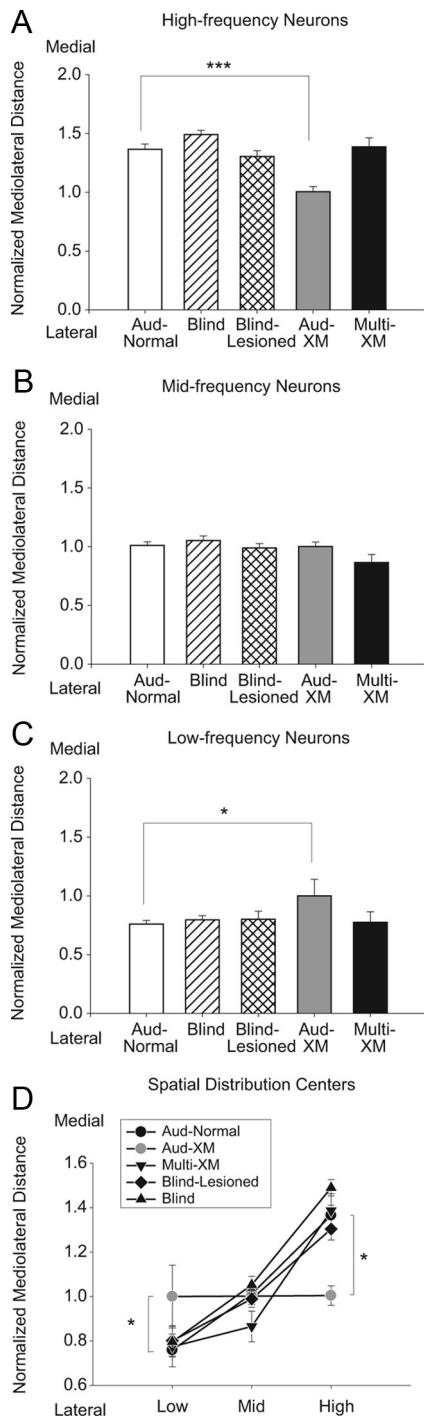 A
High-frequency Neurons
Medial
Normalized Mediolateral Distance
2.0
1.5
1.0
0.5
0.0
***
Lateral
Aud-
Normal
Blind
Blind-
Lesioned
Aud-
XM
Multi-
XM
B
Mid-frequency Neurons
Medial
Normalized Mediolateral Distance
2.0
1.5
1.0
0.5
0.0
Lateral
Aud-
Normal
Blind
Blind-
Lesioned
Aud-
XM
Multi-
XM
C
Low-frequency Neurons
Medial
Normalized Mediolateral Distance
2.0
1.5
1.0
0.5
0.0
*
Lateral
Aud-
Normal
Blind
Blind-
Lesioned
Aud-
XM
Multi-
XM
D
Spatial Distribution Centers
Medial
Normalized Mediolateral Distance
Aud-Normal
Aud-XM
Multi-XM
Blind-Lesioned
Blind
1.6
1.4
1.2
1.0
0.8
0.6
*
*
Lateral
Low
Mid
High